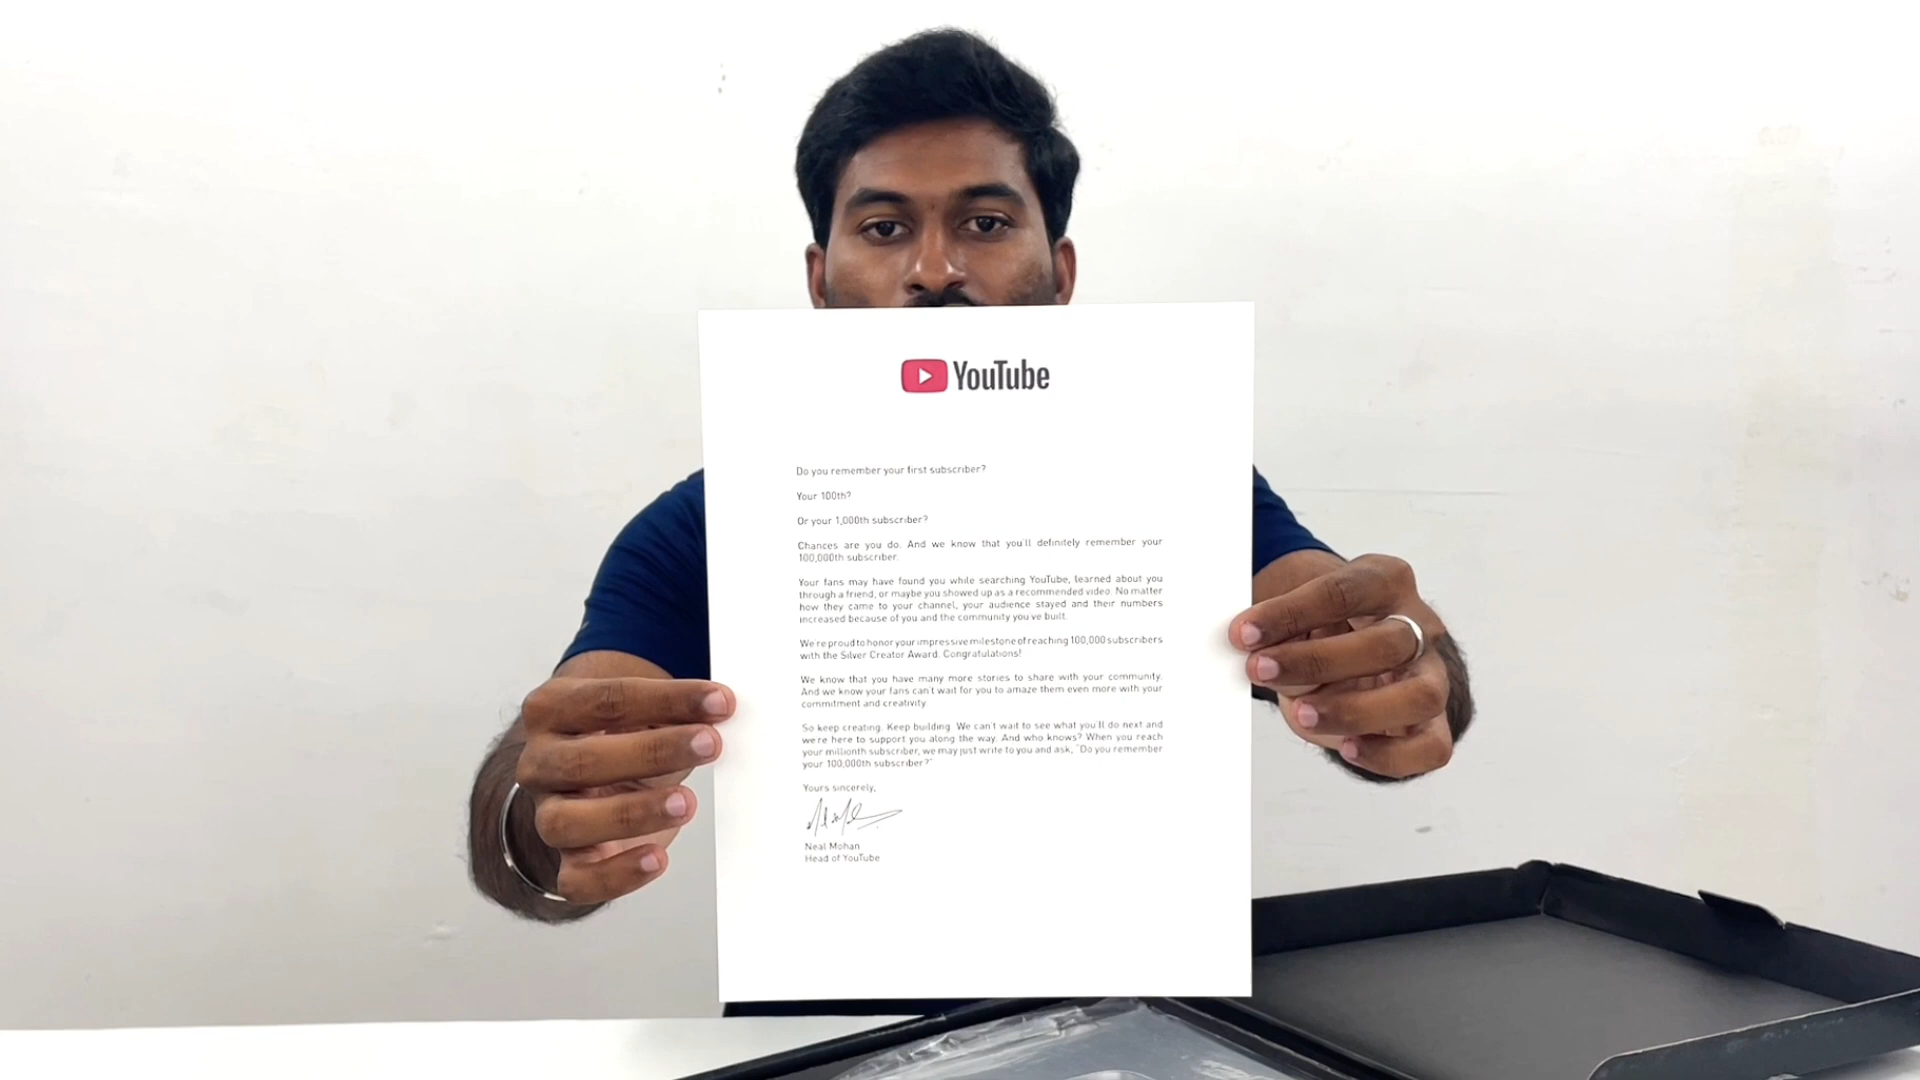 YouTube
Do you remember your first subscriber?
Your 100th?
Or your 1,000th subscriber?
Chances are you do. And we know that you'll definitely remember your
100,000th subscriber.
Your fans may have found you while searching YouTube, learned about you
through a friend, or maybe you showed up as a recommended video. No matter
how they came to your channel, your audience stayed and their numbers
increased because of you and the community you've built.
We're proud to honor your impressive milestone of reaching 100,000 subscribers
with the Silver Creator Award. Congratulations!
We know that you have many more stories to share with your community.
And we know your fans can't wait for you to amaze them even more with your
commitment and creativity.
So keep creating. Keep building. We can't wait to see what you'll do next and
we're here to support you along the way. And who knows? When you reach
your millionth subscriber, we may just write to you and ask, "Do you remember
your 100,000th subscriber?"
Yours sincerely,
Neal Mohan
Head of YouTube